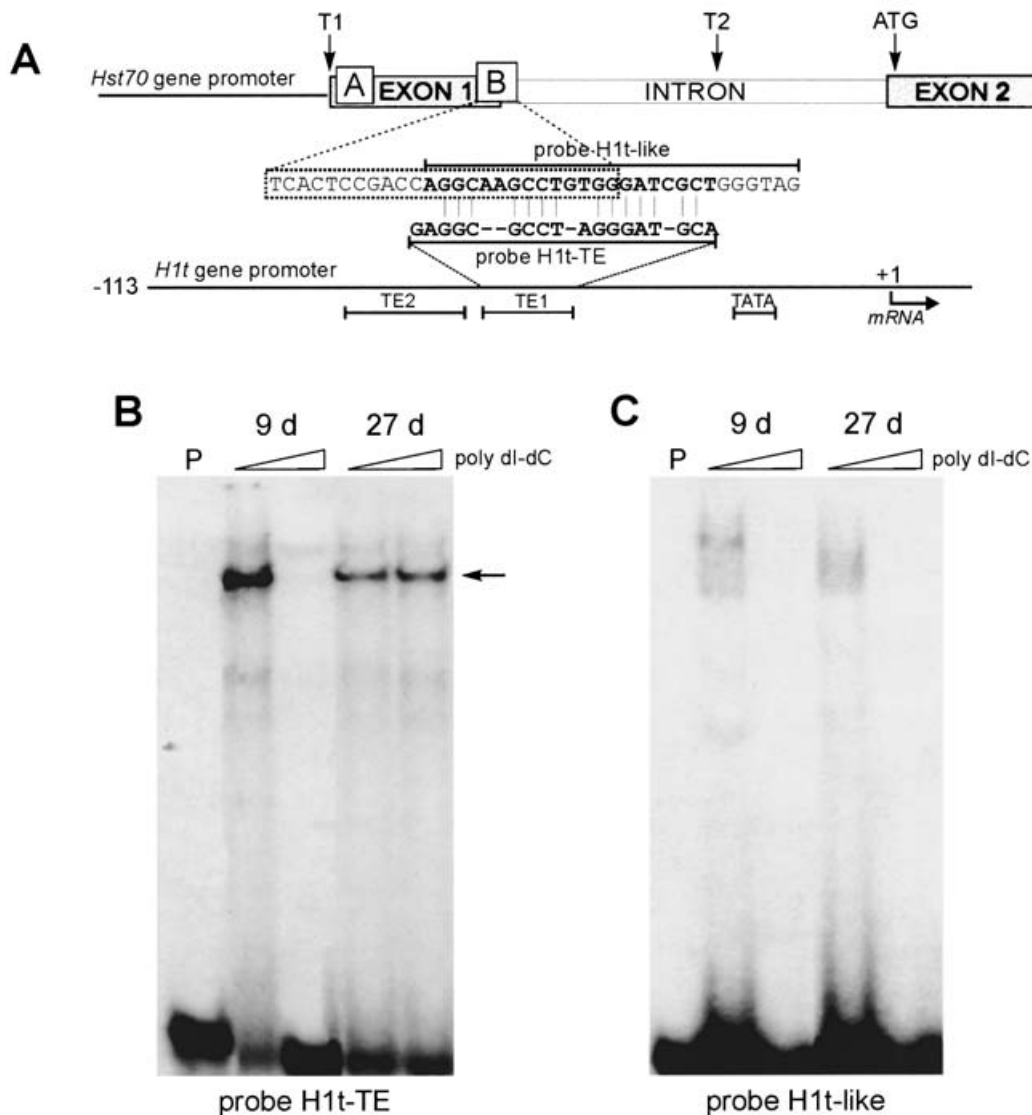 A
T1
T2
ATG
Hst70 gene promoter
A
EXON 1
B
INTRON
EXON 2
probe H1t-like
TCACTCCGACCAGGCAAGCCTGTGGGATCGCTGGGTAG
GAGGC--GCCT-AGGGAT-GCA
probe H1t-TE
H1t gene promoter
-113
+1
TE2
TE1
TATA
mRNA
B
9 d
27 d
P
poly dI-dC
probe H1t-TE
C
9 d
27 d
P
poly dI-dC
probe H1t-like